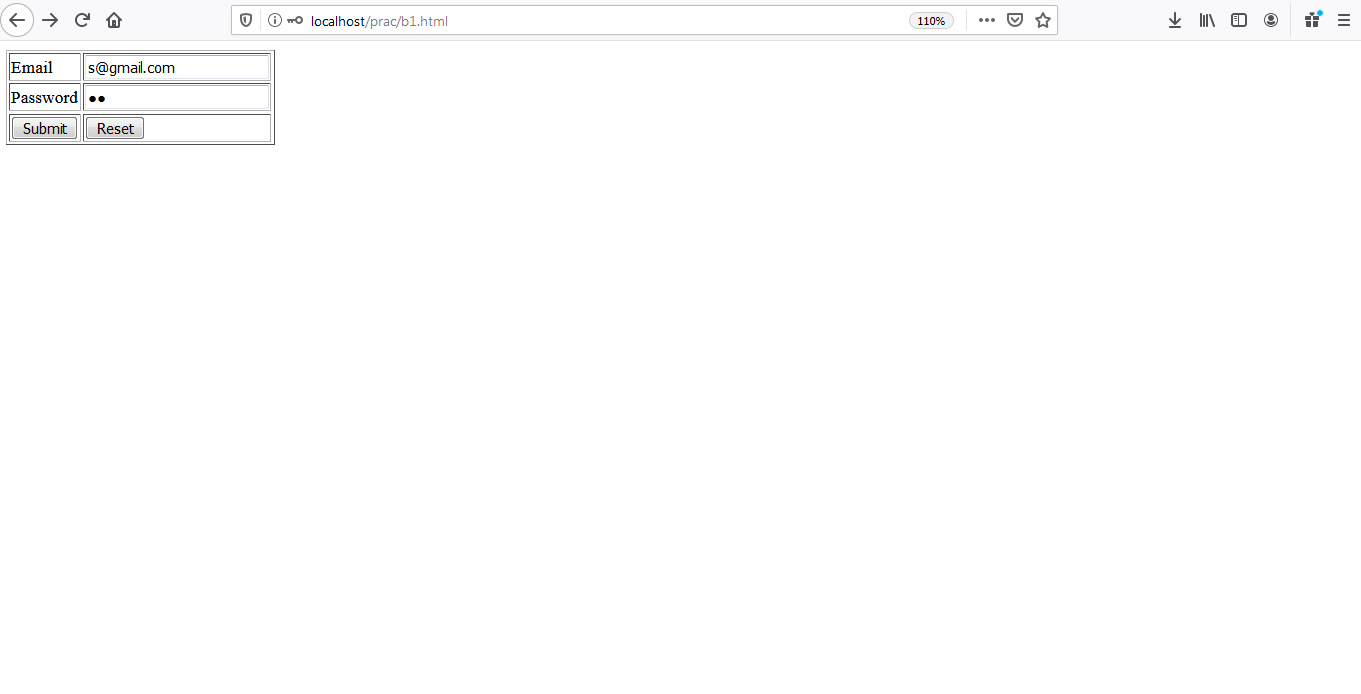 localhost/prac/b1.html 110%
Email s@gmail.com
Password ●●
Submit Reset